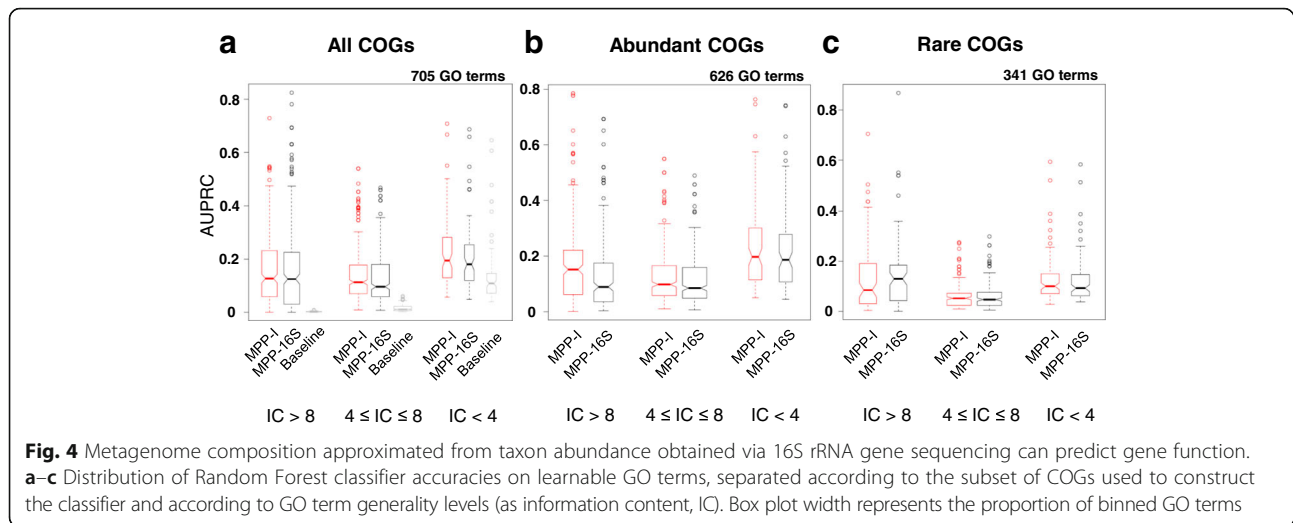 a All COGs
705 GO terms
b Abundant COGs
626 GO terms
c Rare COGs
341 GO terms
AUPRC
0.8
0.6
0.4
0.2
0
0.8
0.6
0.4
0.2
0
0.8
0.6
0.4
0.2
0
MPP-I
MPP-16S
Baseline
MPP-I
MPP-16S
Baseline
MPP-I
MPP-16S
Baseline
MPP-I
MPP-16S
MPP-I
MPP-16S
MPP-I
MPP-16S
MPP-I
MPP-16S
MPP-I
MPP-16S
MPP-I
MPP-16S
IC > 8 4 ≤ IC ≤ 8 IC < 4
IC > 8 4 ≤ IC ≤ 8 IC < 4
IC > 8 4 ≤ IC ≤ 8 IC < 4
Fig. 4 Metagenome composition approximated from taxon abundance obtained via 16S rRNA gene sequencing can predict gene function.
a–c Distribution of Random Forest classifier accuracies on learnable GO terms, separated according to the subset of COGs used to construct
the classifier and according to GO term generality levels (as information content, IC). Box plot width represents the proportion of binned GO terms